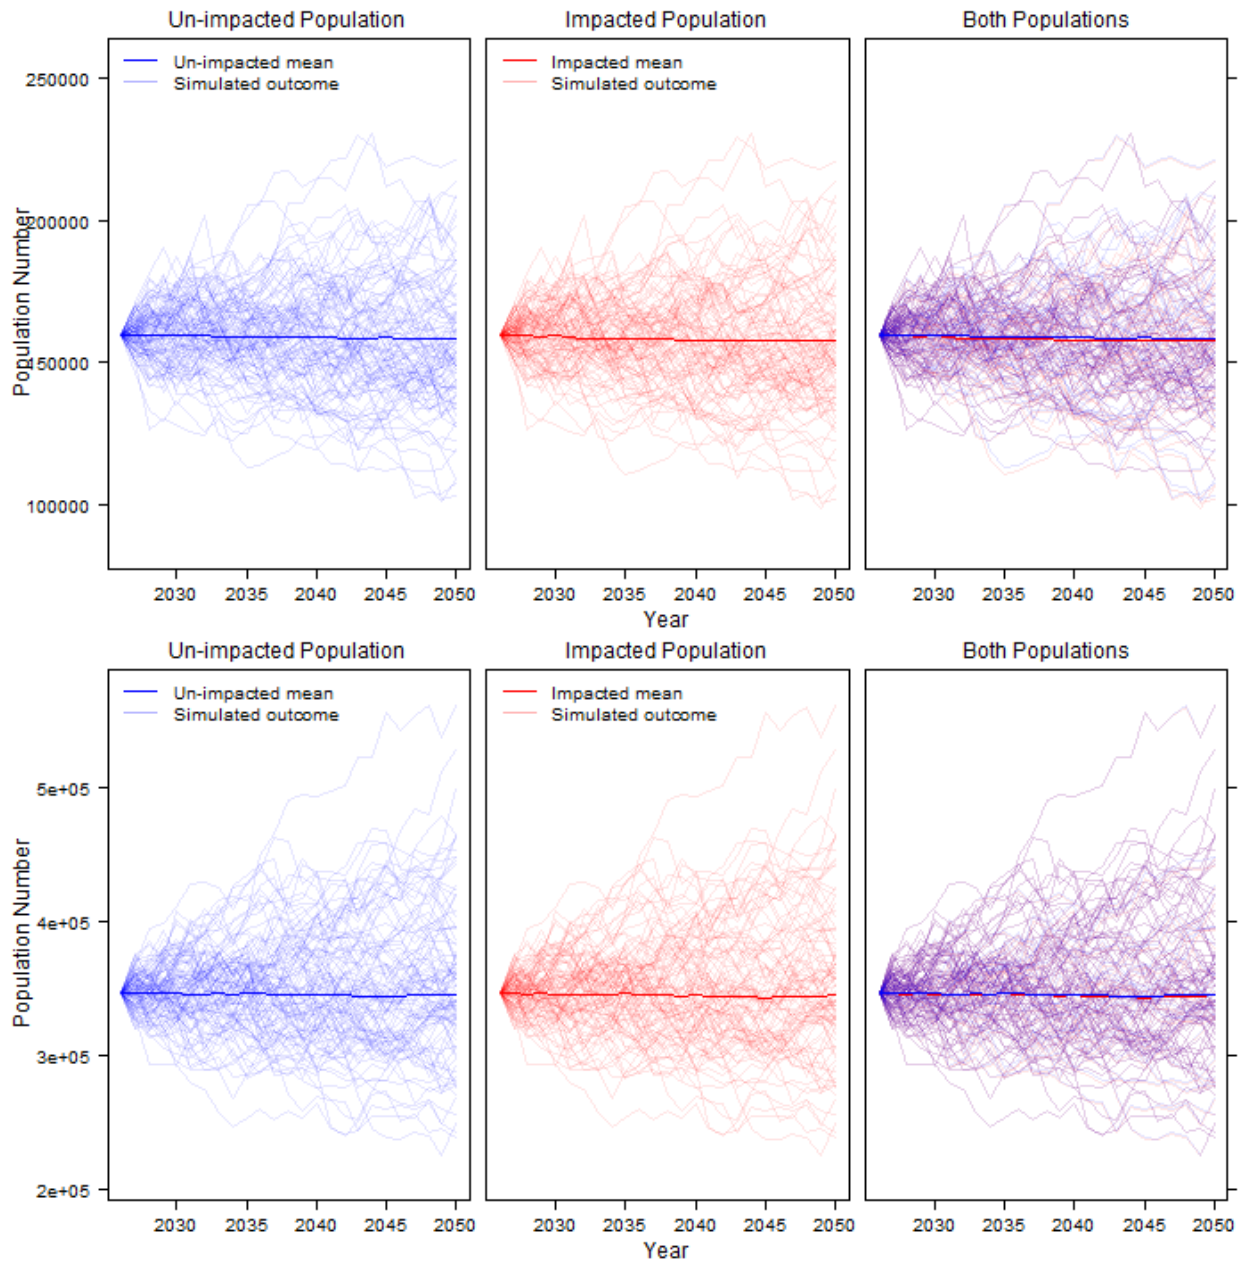 Un-impacted Population
Impacted Population
Both Populations
Un-impacted mean
Simulated outcome
Impacted mean
Simulated outcome
Population Number
250000
200000
150000
100000
2030 2035 2040 2045 2050
2030 2035 2040 2045 2050
2030 2035 2040 2045 2050
Year
Un-impacted Population
Impacted Population
Both Populations
Un-impacted mean
Simulated outcome
Impacted mean
Simulated outcome
Population Number
5e+05
4e+05
3e+05
2e+05
2030 2035 2040 2045 2050
2030 2035 2040 2045 2050
2030 2035 2040 2045 2050
Year